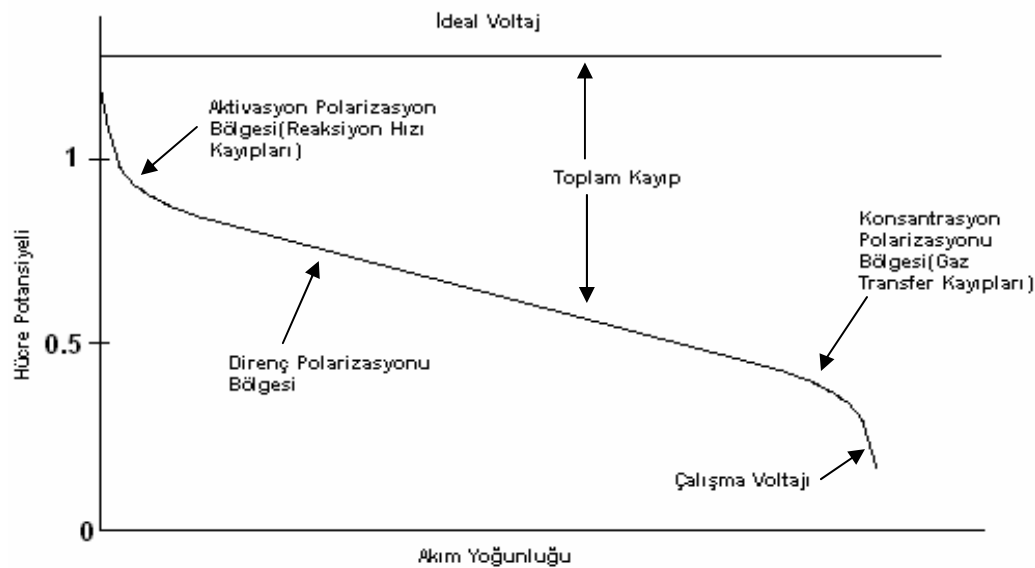 İdeal Voltaj
Aktivasyon Polarizasyon
Bölgesi(Reaksiyon Hızı
Kayıpları)
1
Toplam Kayıp
Konsantrasyon
Polarizasyonu
Bölgesi(Gaz
Transfer Kayıpları)
Hücre Potansiyeli
0.5
Direnç Polarizasyonu
Bölgesi
Çalışma Voltajı
0
Akım Yoğunluğu